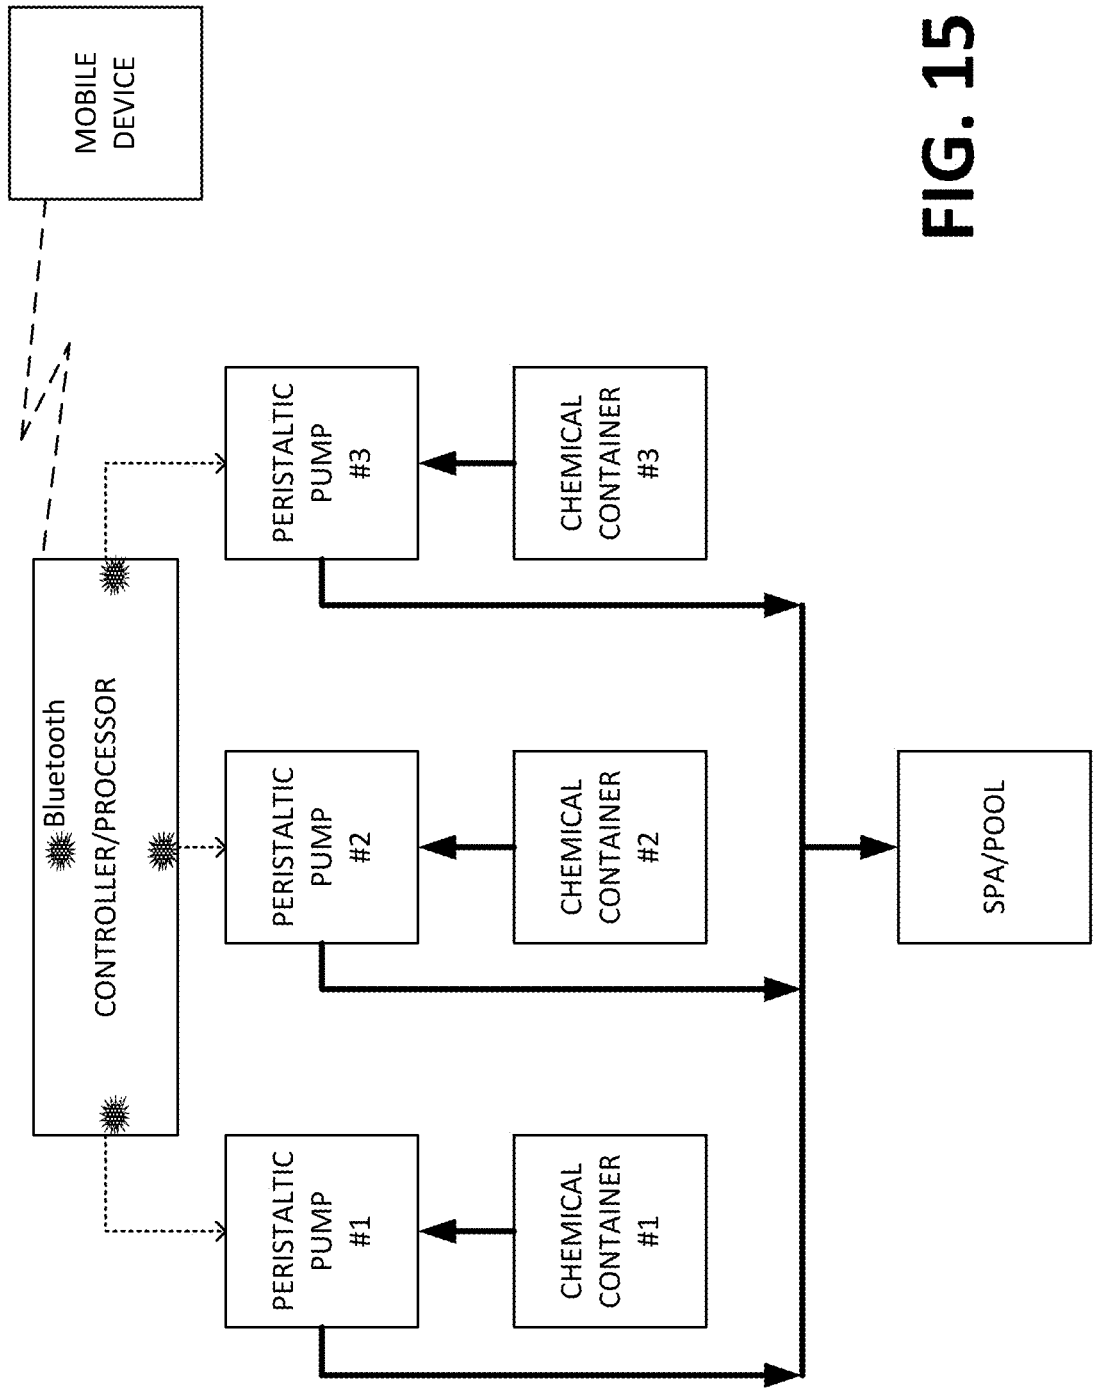 Bluetooth
CONTROLLER/PROCESSOR
MOBILE
DEVICE
PERISTALTIC
PUMP
#1
PERISTALTIC
PUMP
#2
PERISTALTIC
PUMP
#3
CHEMICAL
CONTAINER
#1
CHEMICAL
CONTAINER
#2
CHEMICAL
CONTAINER
#3
SPA/POOL
FIG. 15